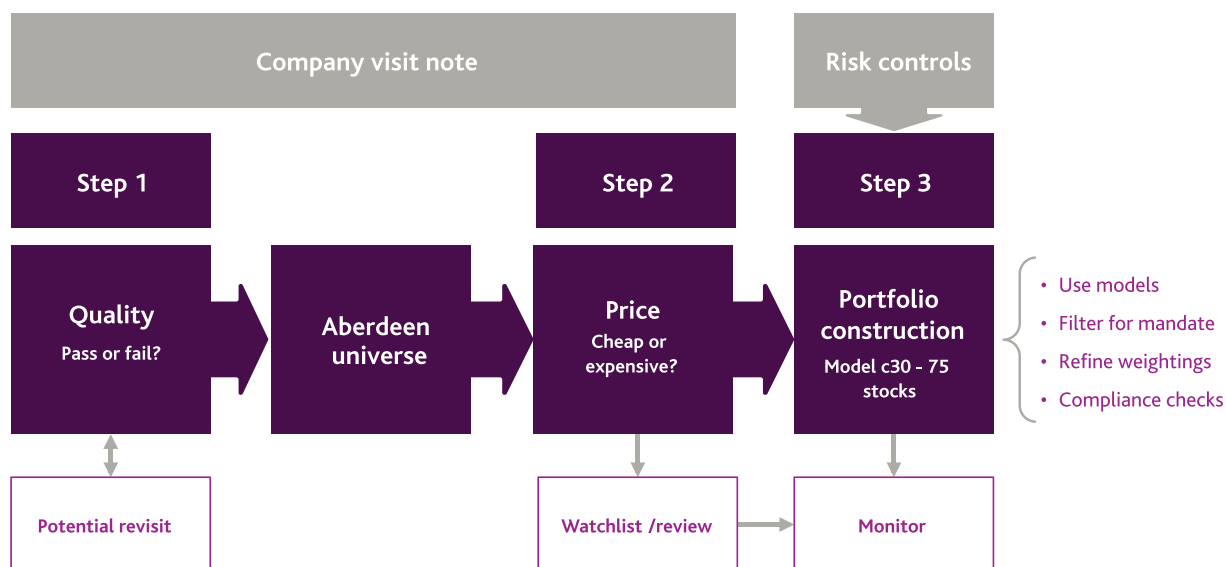 Company visit note
Risk controls
Step 1
Step 2
Step 3
Quality
Pass or fail?
Aberdeen
universe
Price
Cheap or
expensive?
Portfolio
construction
Model c30 - 75
stocks
• Use models
• Filter for mandate
• Refine weightings
• Compliance checks
Potential revisit
Watchlist /review
Monitor